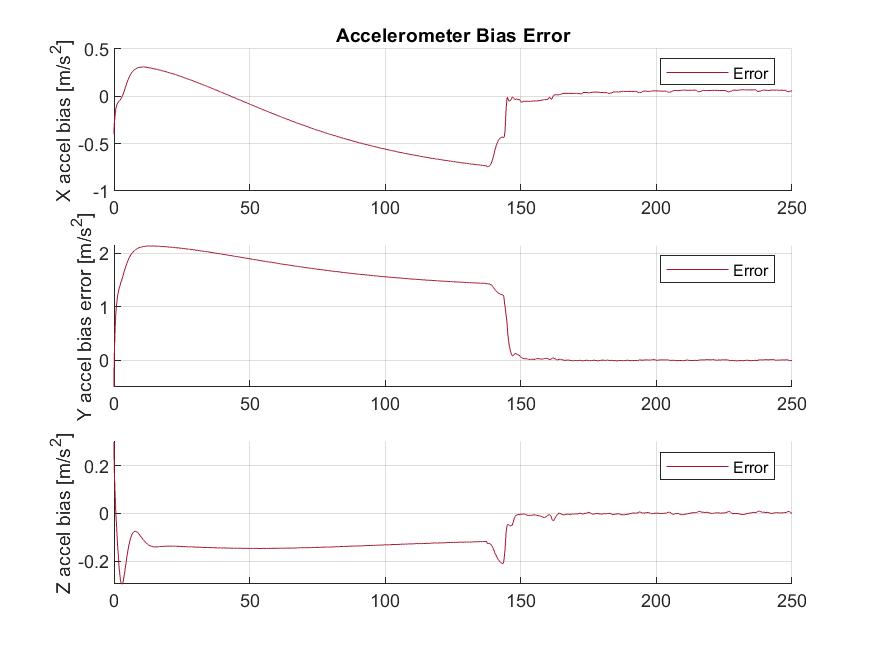 Accelerometer Bias Error
X accel bias [m/s²]
0.5
0
-0.5
-1
Error
0 50 100 150 200 250
Y accel bias error [m/s²]
2
1
0
Error
0 50 100 150 200 250
Z accel bias [m/s²]
0.2
0
-0.2
Error
0 50 100 150 200 250